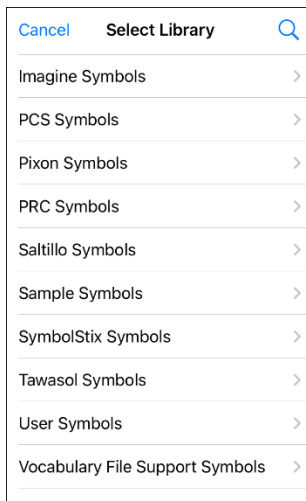 Cancel Select Library
Imagine Symbols
PCS Symbols
Pixon Symbols
PRC Symbols
Saltillo Symbols
Sample Symbols
SymbolStix Symbols
Tawasol Symbols
User Symbols
Vocabulary File Support Symbols